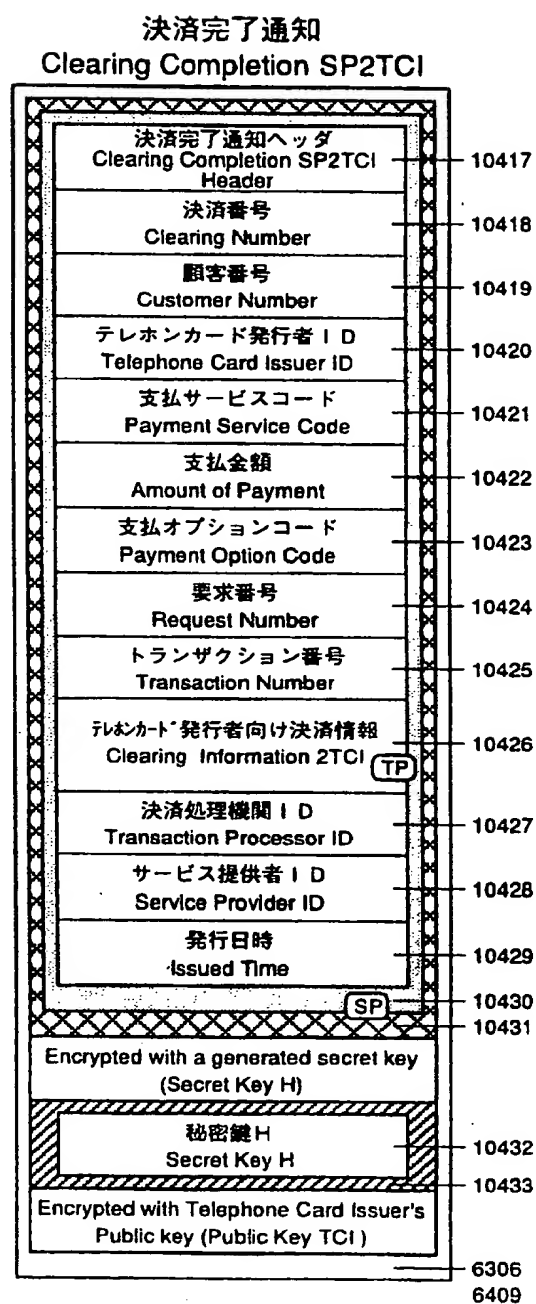 決済完了通知
Clearing Completion SP2TCI
決済完了通知ヘッダ
Clearing Completion SP2TCI
Header
10417
決済番号
Clearing Number
10418
顧客番号
Customer Number
10419
テレホンカード発行者ID
Telephone Card Issuer ID
10420
支払サービスコード
Payment Service Code
10421
支払金額
Amount of Payment
10422
支払オプションコード
Payment Option Code
10423
要求番号
Request Number
10424
トランザクション番号
Transaction Number
10425
ﾃﾚﾎﾝｶｰﾄﾞ発行者向け決済情報
Clearing Information 2TCI
TP
10426
決済処理機関ID
Transaction Processor ID
10427
サービス提供者ID
Service Provider ID
10428
発行日時
Issued Time
10429
SP
10430
10431
Encrypted with a generated secret key
(Secret Key H)
秘密鍵H
Secret Key H
10432
10433
Encrypted with Telephone Card Issuer's
Public key (Public Key TCI)
6306
6409